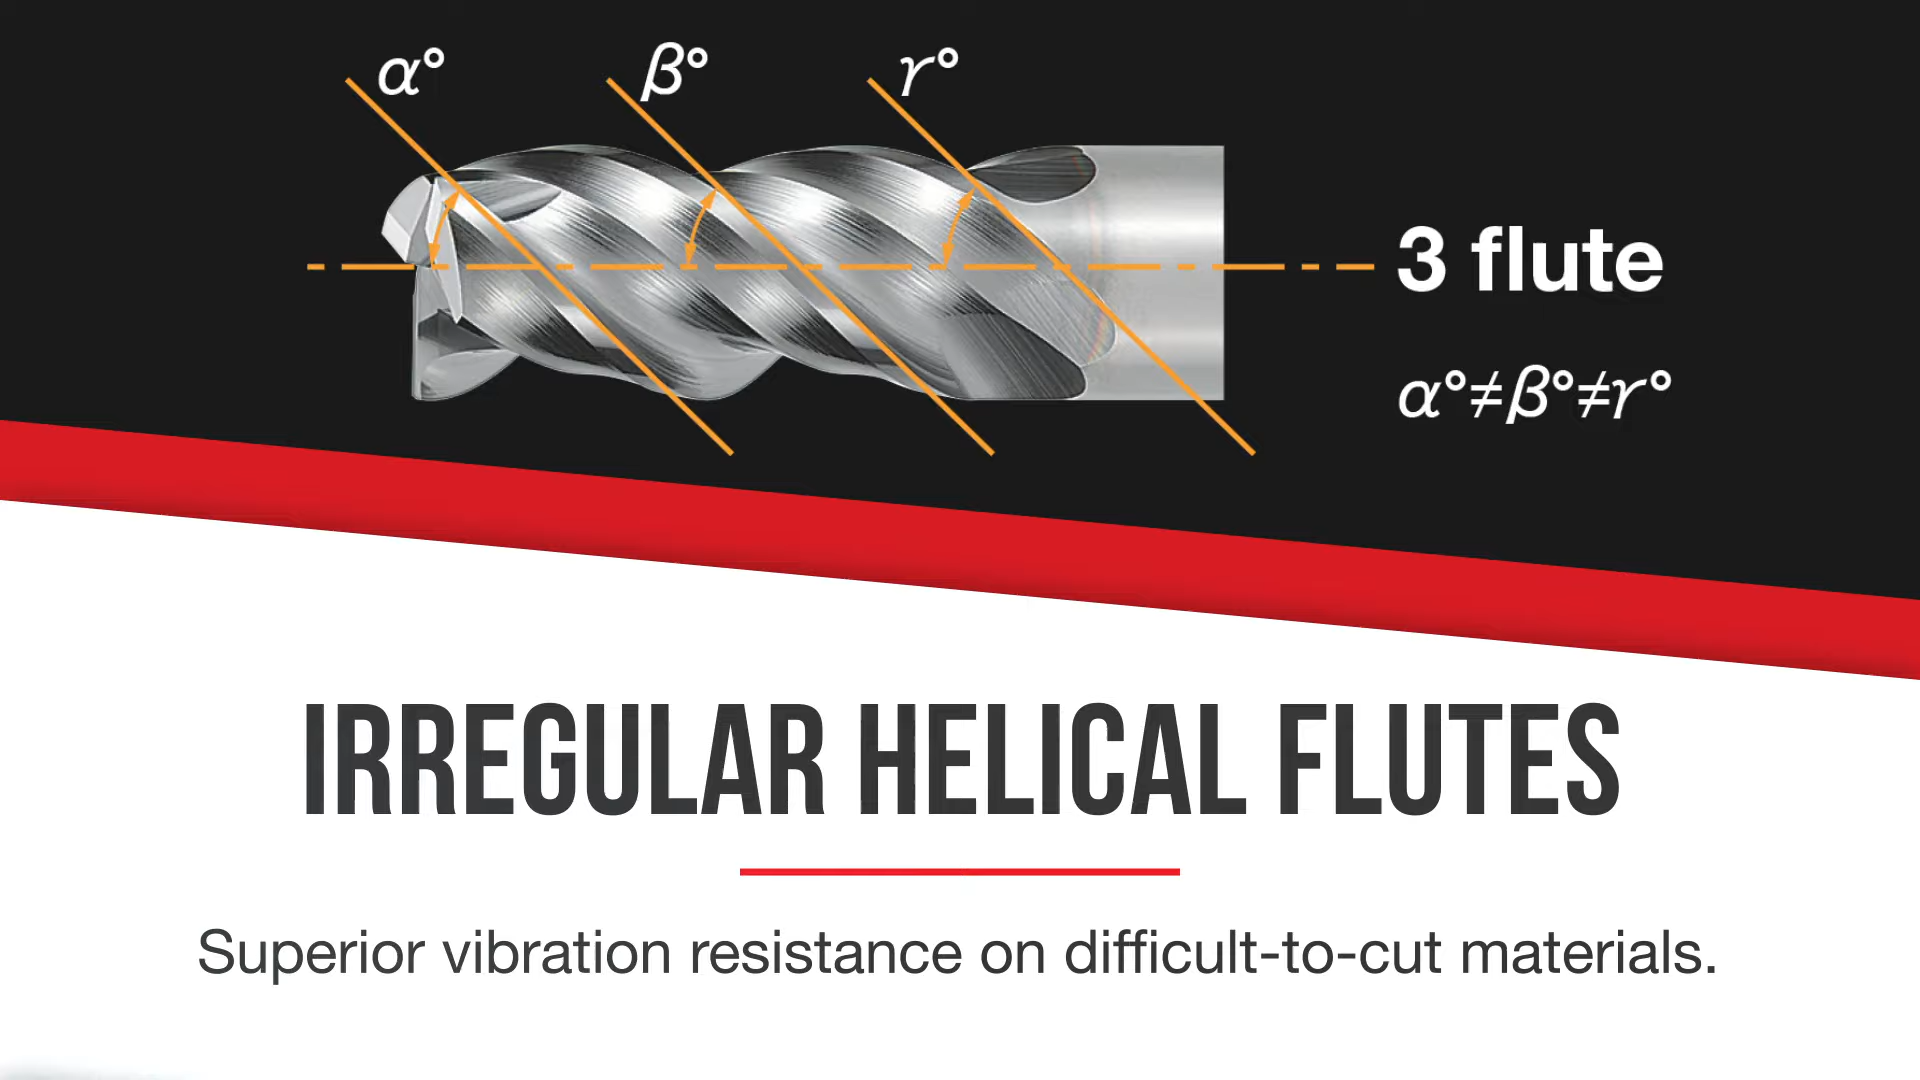 α° β° r°
3 flute
α°≠β°≠r°
IRREGULAR HELICAL FLUTES
Superior vibration resistance on difficult-to-cut materials.